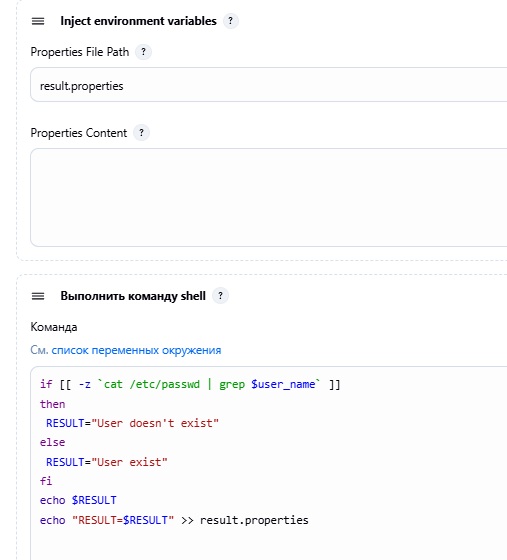 Inject environment variables ?
Properties File Path ?
result.properties
Properties Content ?
Выполнить команду shell ?
Команда
См. список переменных окружения
if [[ -z `cat /etc/passwd | grep $user_name` ]]
then
RESULT="User doesn't exist"
else
RESULT="User exist"
fi
echo $RESULT
echo "RESULT=$RESULT" >> result.properties